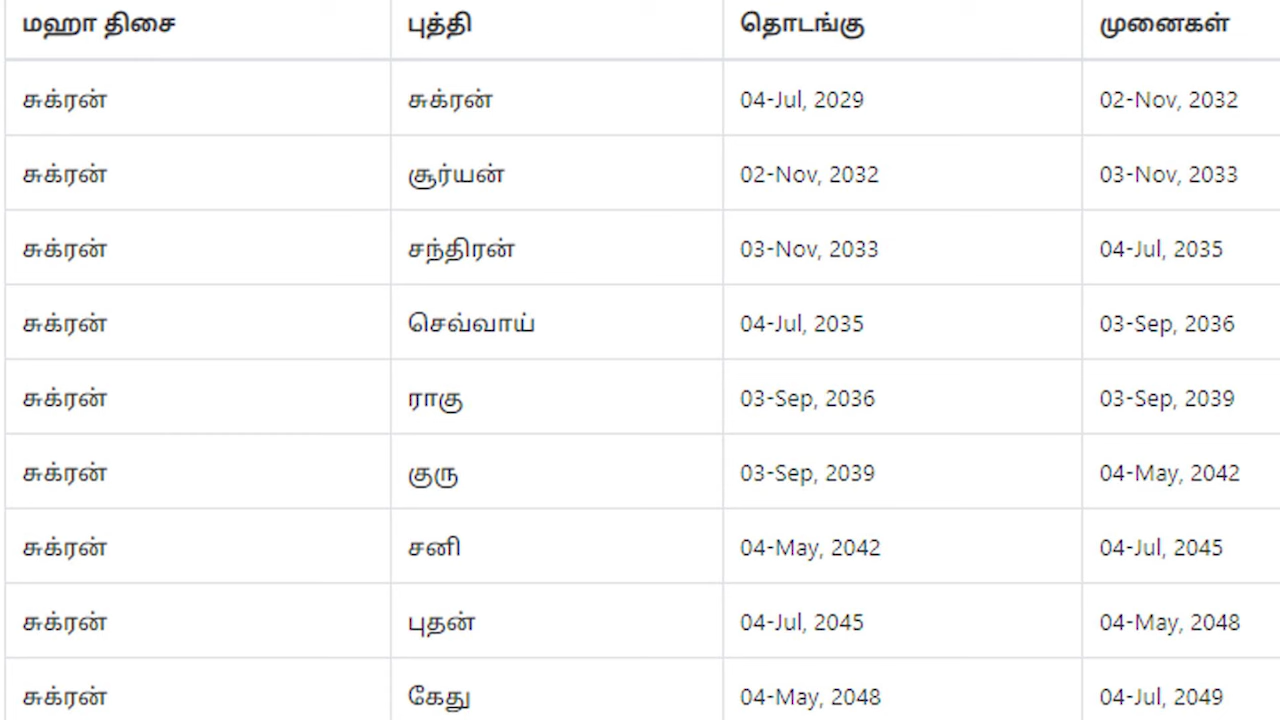 மஹா திசை புத்தி தொடங்கு முனைகள்
சுக்ரன் சுக்ரன் 04-Jul, 2029 02-Nov, 2032
சுக்ரன் சூர்யன் 02-Nov, 2032 03-Nov, 2033
சுக்ரன் சந்திரன் 03-Nov, 2033 04-Jul, 2035
சுக்ரன் செவ்வாய் 04-Jul, 2035 03-Sep, 2036
சுக்ரன் ராகு 03-Sep, 2036 03-Sep, 2039
சுக்ரன் குரு 03-Sep, 2039 04-May, 2042
சுக்ரன் சனி 04-May, 2042 04-Jul, 2045
சுக்ரன் புதன் 04-Jul, 2045 04-May, 2048
சுக்ரன் கேது 04-May, 2048 04-Jul, 2049